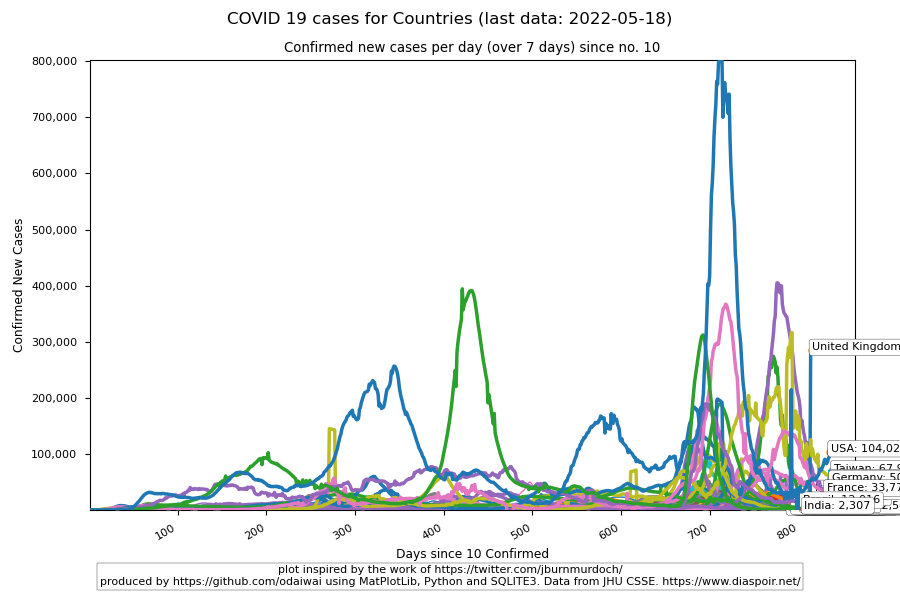 COVID 19 cases for Countries (last data: 2022-05-18)
Confirmed new cases per day (over 7 days) since no. 10
800,000
700,000
600,000
500,000
400,000
300,000
200,000
100,000
Confirmed New Cases
United Kingdom
USA: 104,02
Taiwan: 67,9
Germany: 50
France: 33,77
India: 2,307
100
200
300
400
500
600
700
800
Days since 10 Confirmed
plot inspired by the work of https://twitter.com/jburnmurdoch/
produced by https://github.com/odaiwai using MatPlotLib, Python and SQLITE3. Data from JHU CSSE. https://www.diaspoir.net/